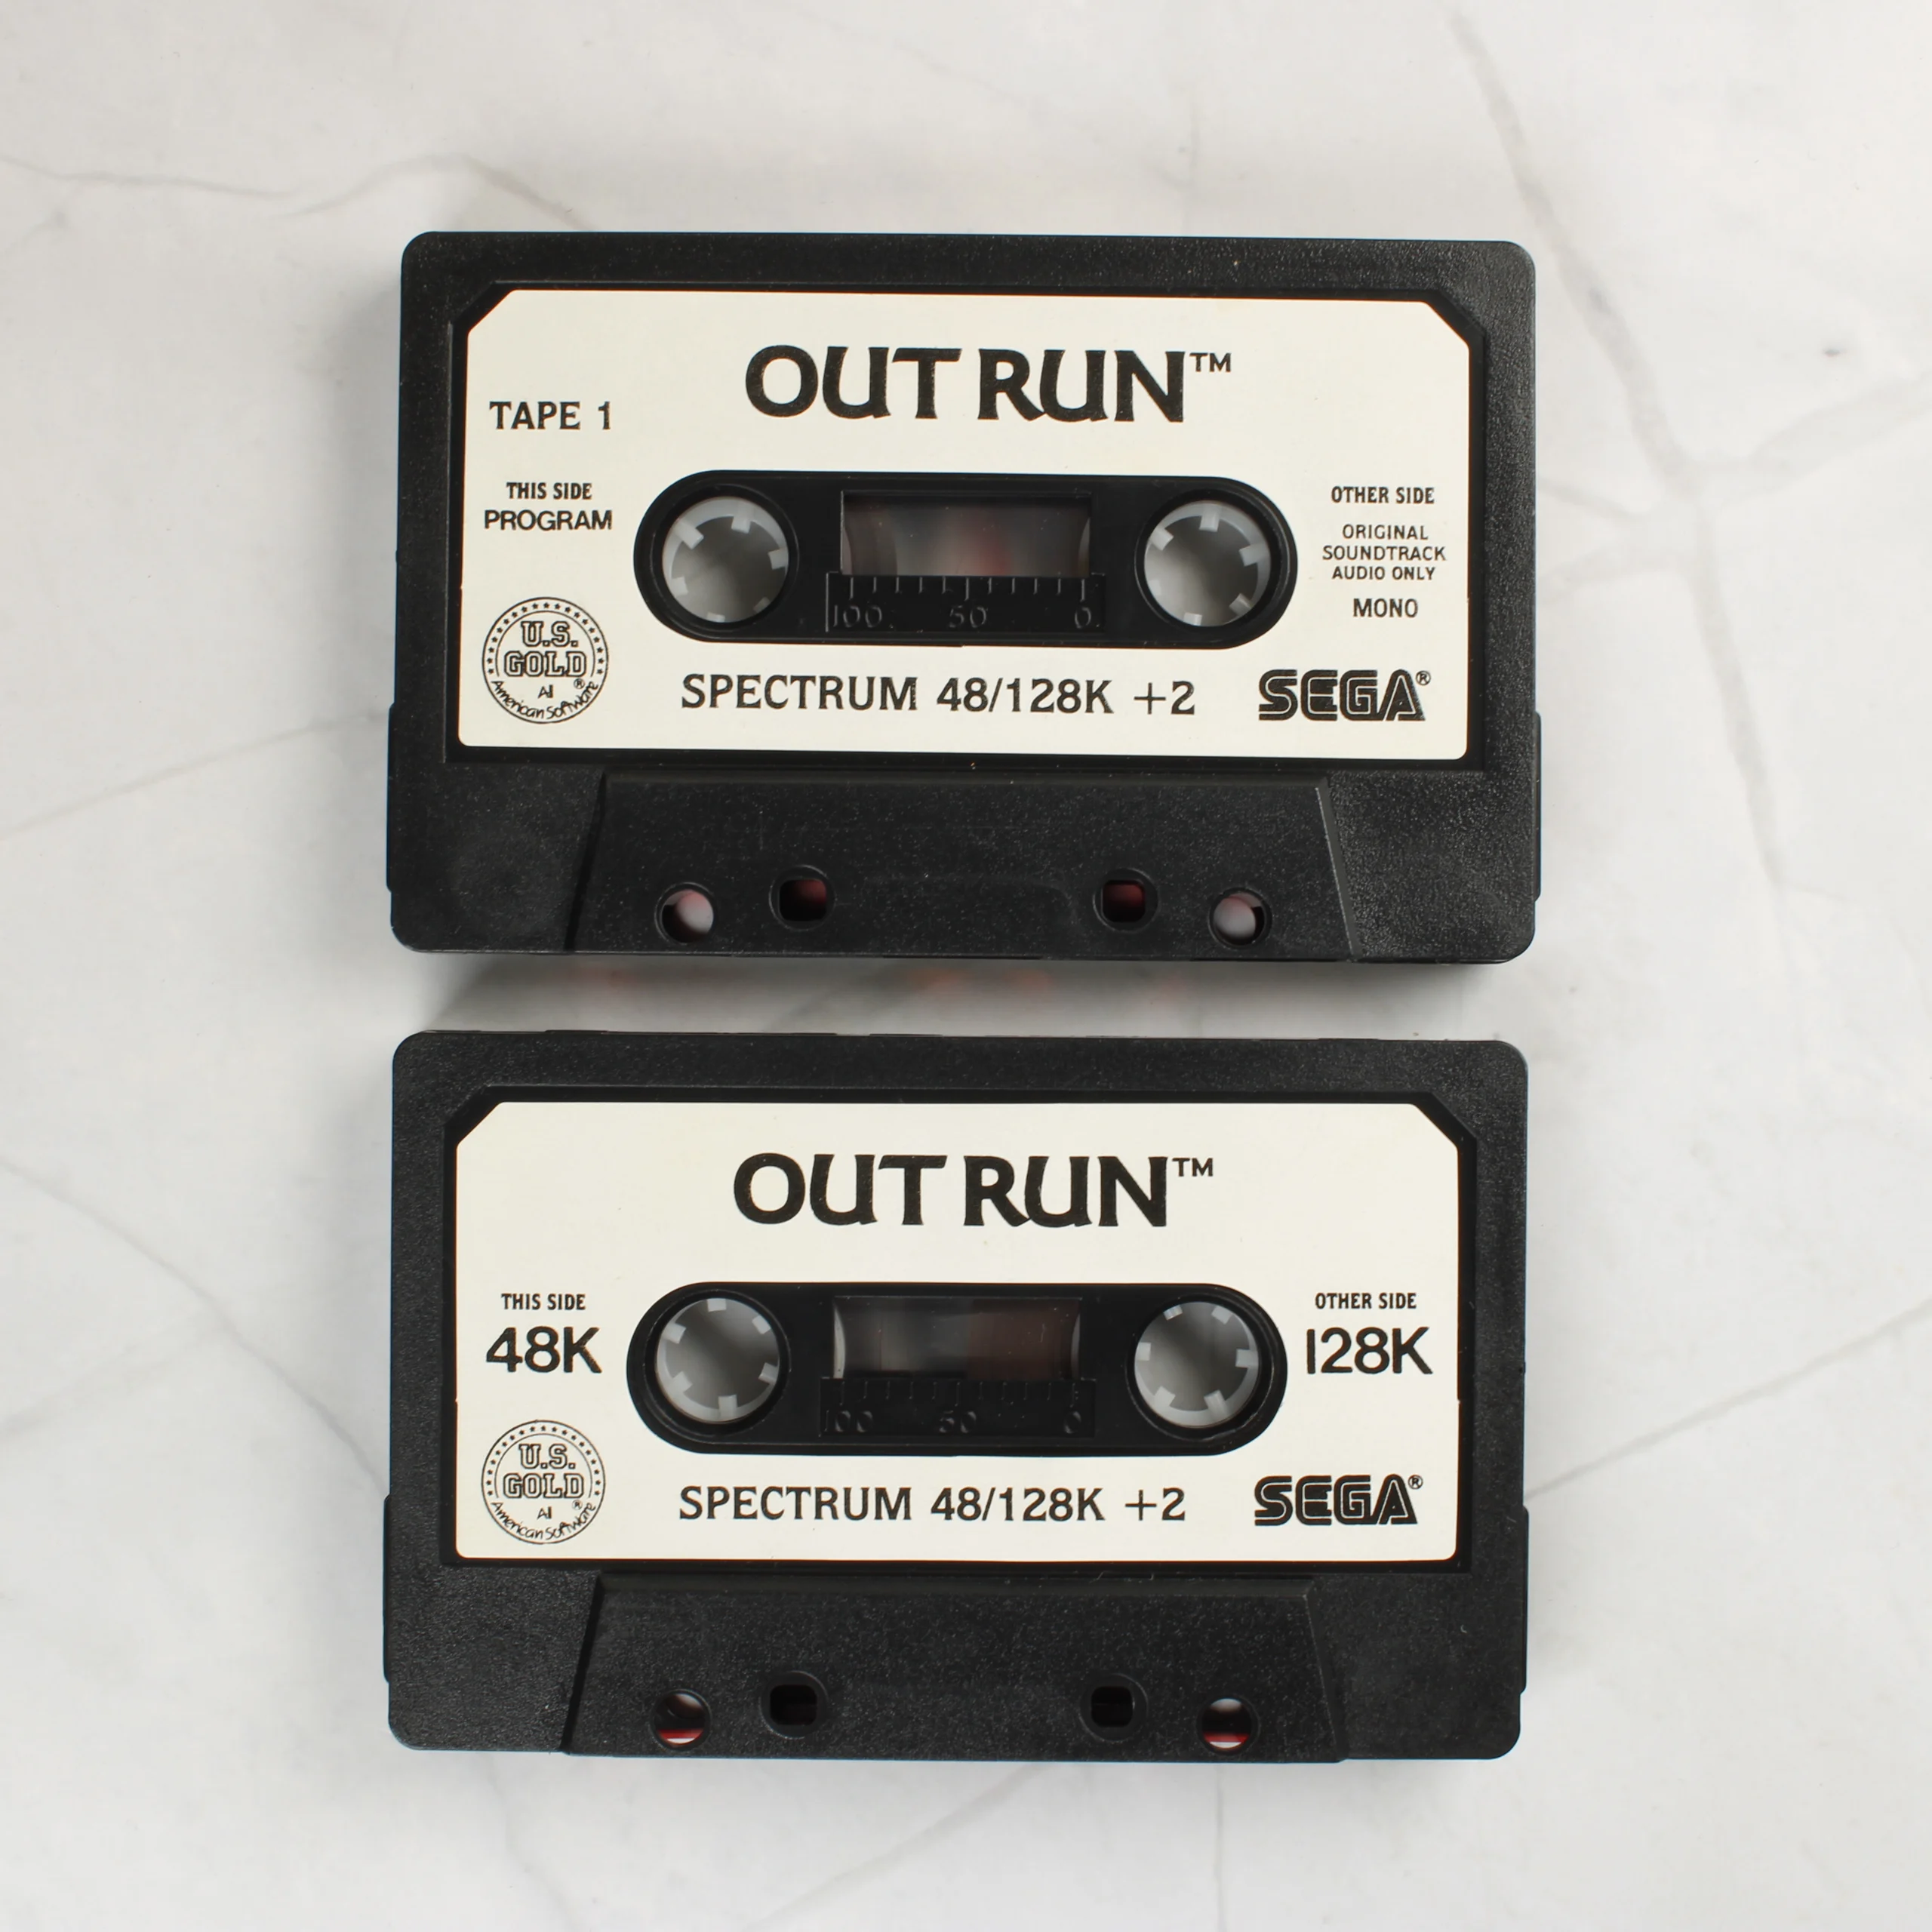 OUT RUN™
TAPE 1
THIS SIDE
PROGRAM
OTHER SIDE
ORIGINAL
SOUNDTRACK
AUDIO ONLY
MONO
100 50 0
U.S.
GOLD®
All
American Software
SPECTRUM 48/128K +2
SEGA®
OUT RUN™
THIS SIDE
48K
OTHER SIDE
128K
100 50 0
U.S.
GOLD®
All
American Software
SPECTRUM 48/128K +2
SEGA®